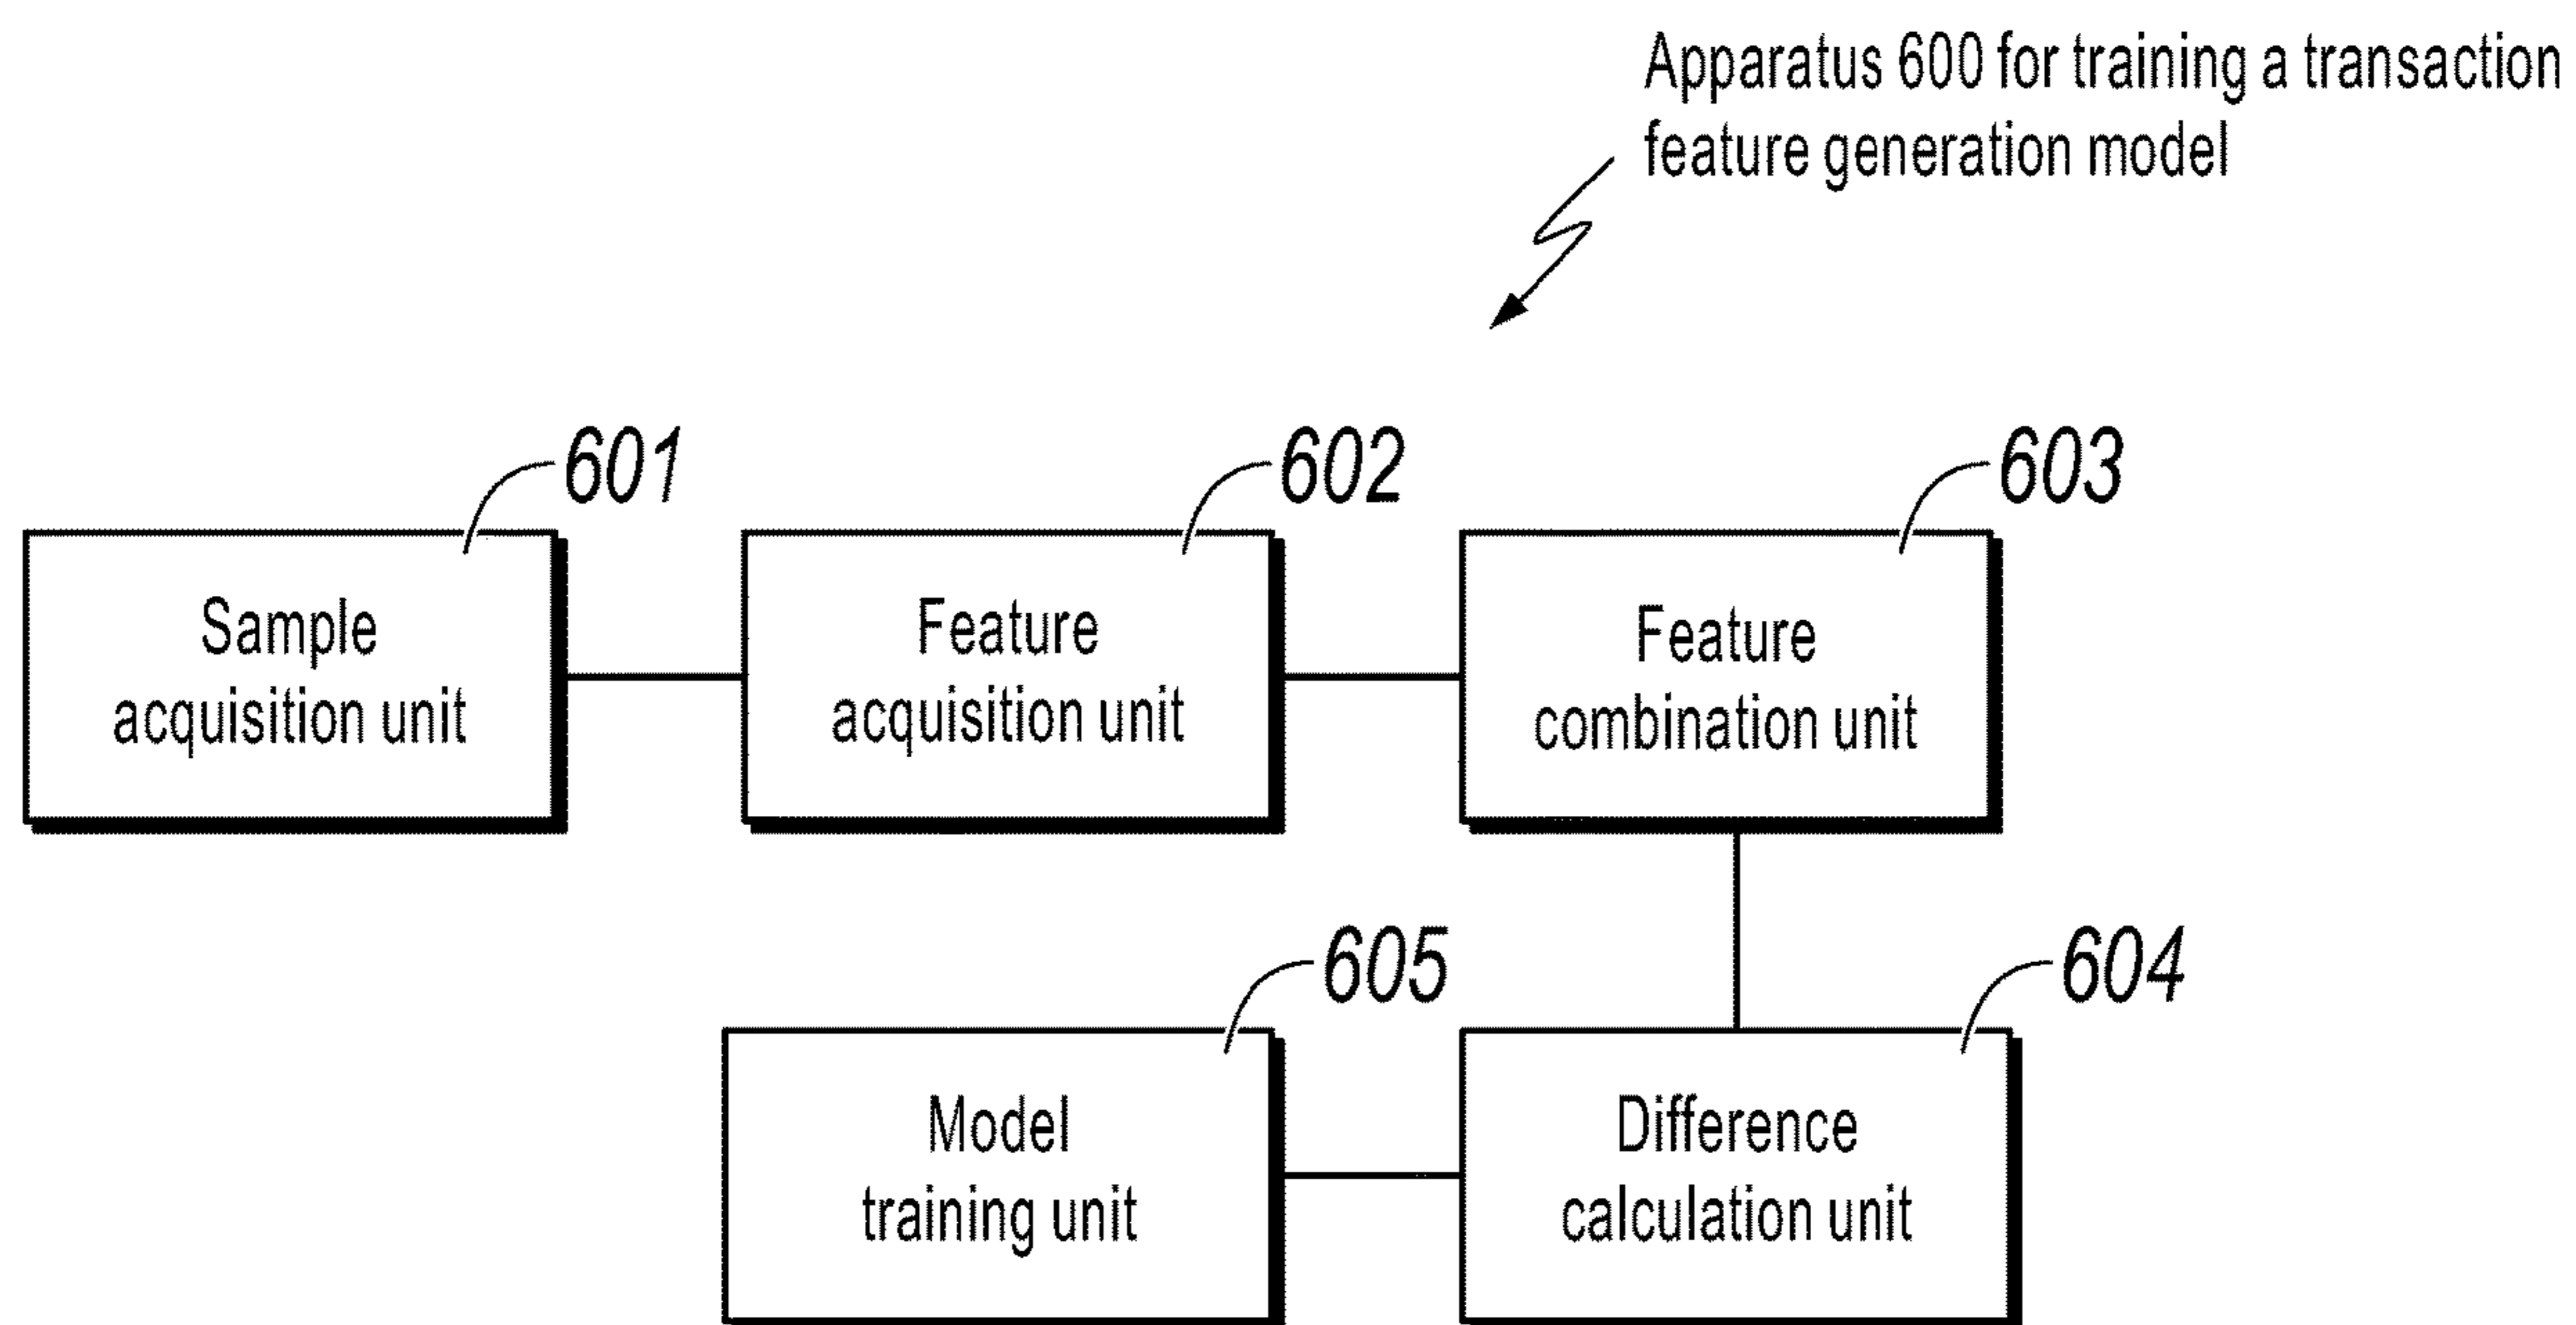 Apparatus 600 for training a transaction
feature generation model
601
602
603
Sample
acquisition unit
Feature
acquisition unit
Feature
combination unit
605
604
Model
training unit
Difference
calculation unit